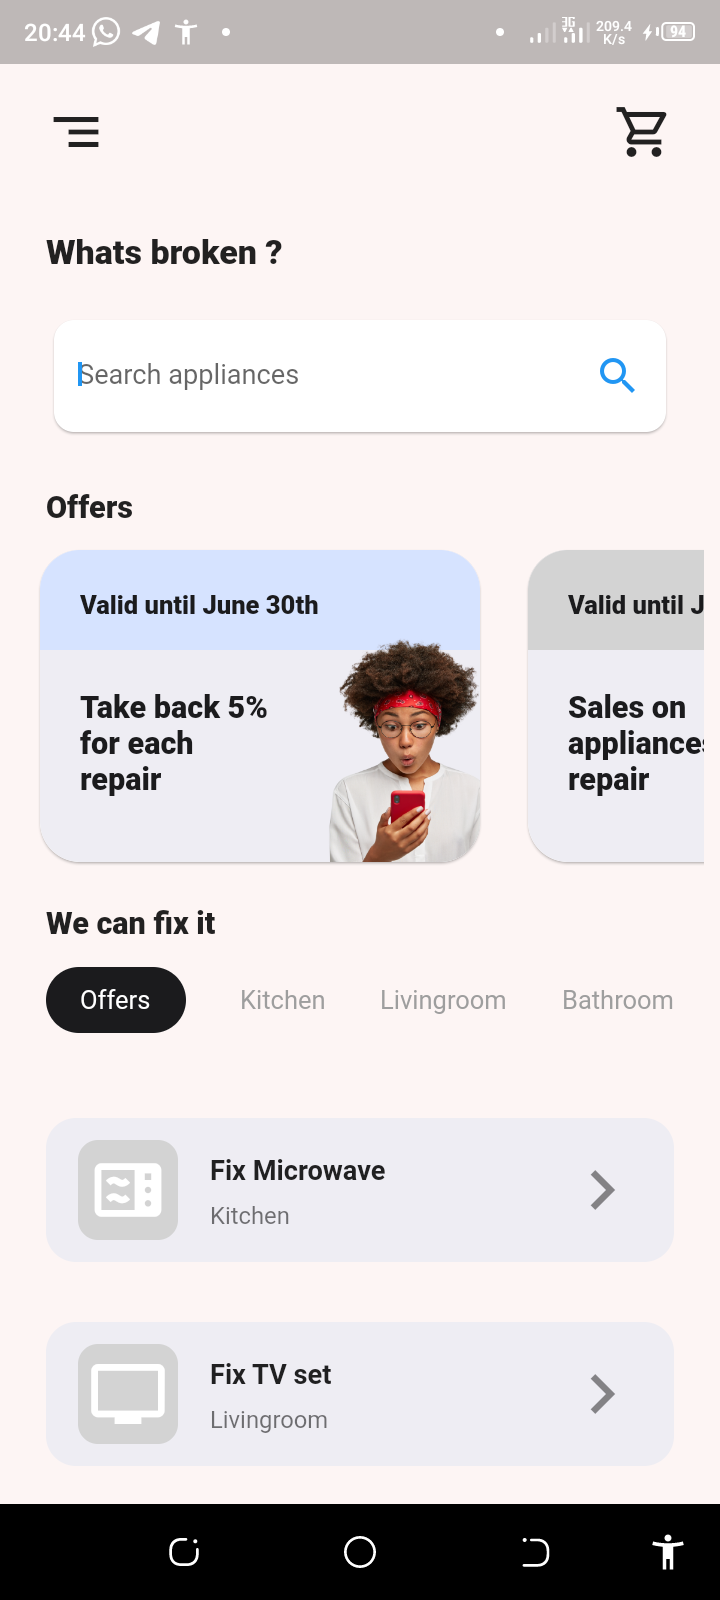 20:44
3G
209.4
K/s
94
Whats broken ?
Search appliances
Offers
Valid until June 30th
Valid until J
Take back 5%
for each
repair
Sales on
appliances
repair
We can fix it
Offers Kitchen Livingroom Bathroom
Fix Microwave
Kitchen
Fix TV set
Livingroom